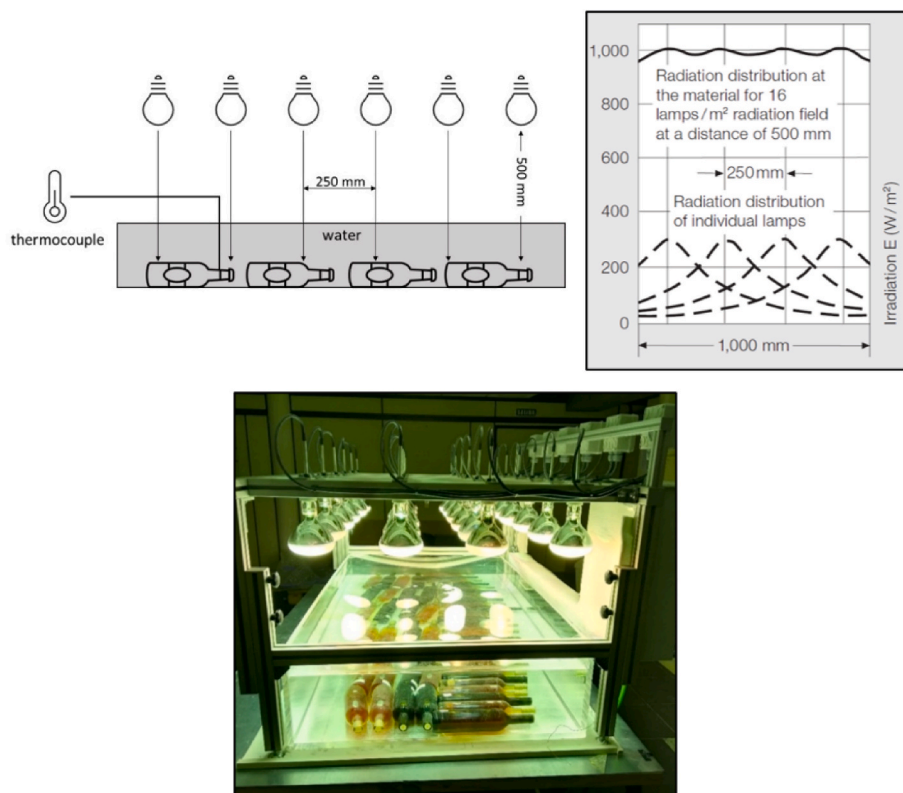 250 mm
500 mm
thermocouple
water
1,000
800
600
400
200
0
Radiation distribution at
the material for 16
lamps/m² radiation field
at a distance of 500 mm
250 mm
Radiation distribution
of individual lamps
1,000 mm
Irradiation E (W/m²)